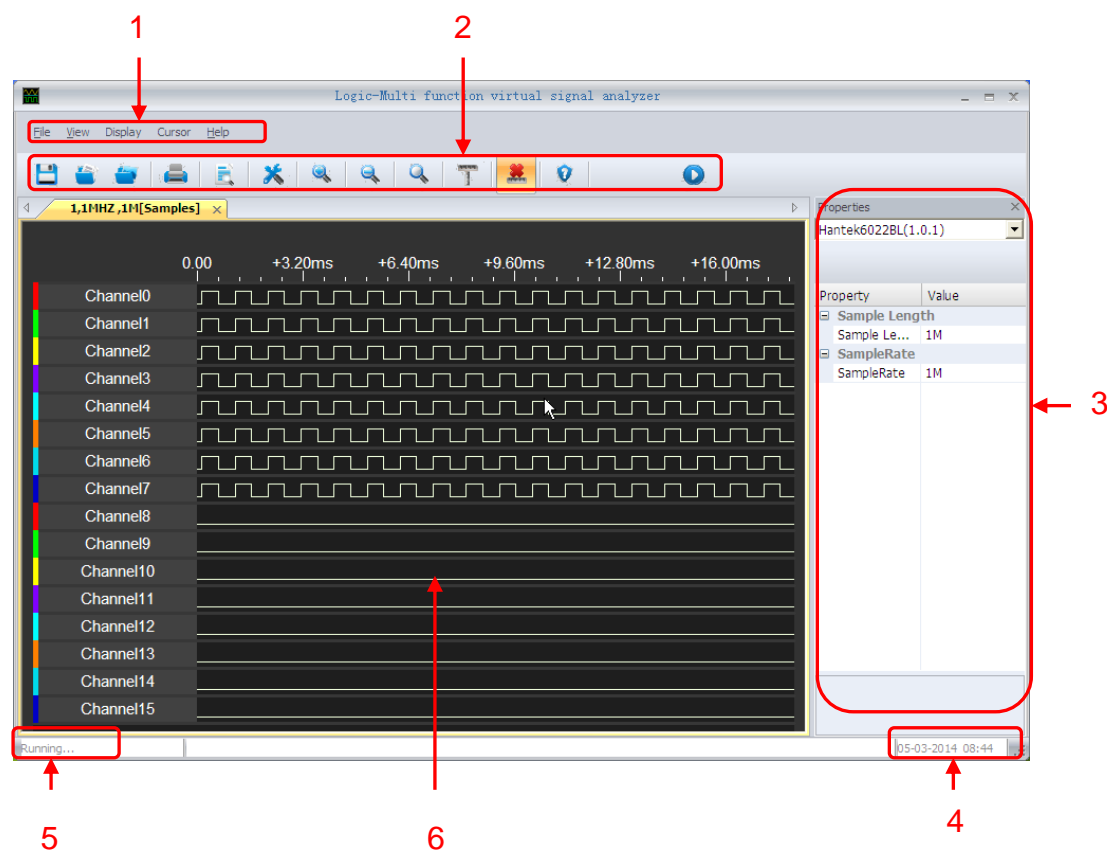 1
2
Logic-Multi function virtual signal analyzer
File View Display Cursor Help
1,1MHZ,1M[Samples]
Properties
Hantek6022BL(1.0.1)
0.00 +3.20ms +6.40ms +9.60ms +12.80ms +16.00ms
Property Value
Sample Length
Sample Le... 1M
SampleRate
SampleRate 1M
Channel0
Channel1
Channel2
Channel3
Channel4
Channel5
Channel6
Channel7
Channel8
Channel9
Channel10
Channel11
Channel12
Channel13
Channel14
Channel15
3
Running...
05-03-2014 08:44
5
6
4